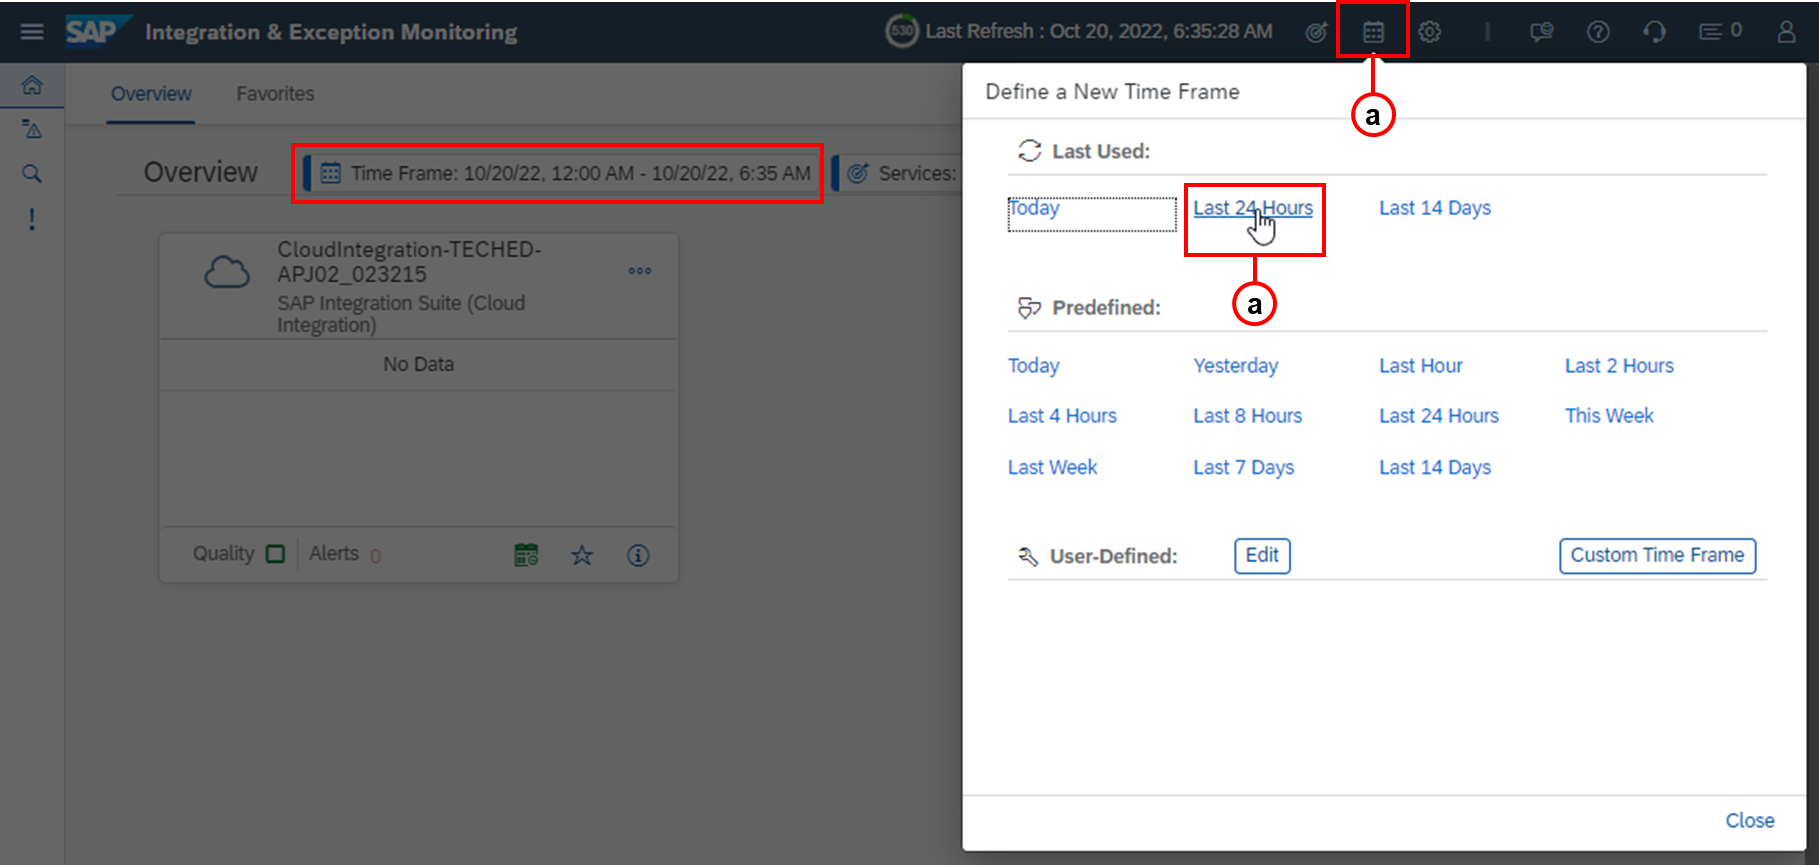 SAP Integration & Exception Monitoring
530 Last Refresh : Oct 20, 2022, 6:35:28 AM
0
Overview Favorites
Overview
Time Frame: 10/20/22, 12:00 AM - 10/20/22, 6:35 AM
Services:
CloudIntegration-TECHED-
APJ02_023215
SAP Integration Suite (Cloud
Integration)
No Data
Quality Alerts 0
a
Define a New Time Frame
Last Used:
Today Last 24 Hours Last 14 Days
a
Predefined:
Today Yesterday Last Hour Last 2 Hours
Last 4 Hours Last 8 Hours Last 24 Hours This Week
Last Week Last 7 Days Last 14 Days
User-Defined: Edit Custom Time Frame
Close